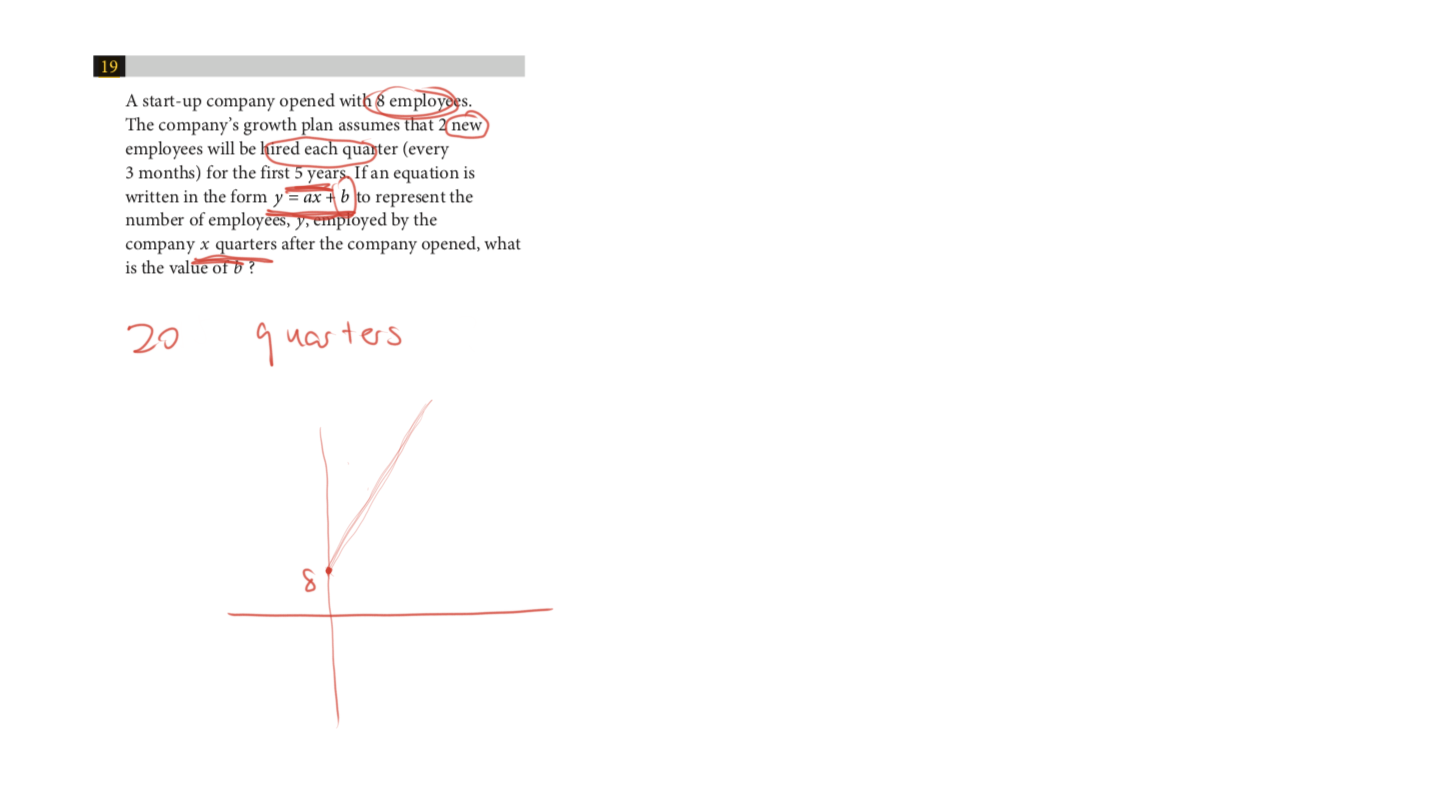 19
A start-up company opened with 8 employees.
The company’s growth plan assumes that 2 new
employees will be hired each quarter (every
3 months) for the first 5 years. If an equation is
written in the form y = ax + b to represent the
number of employees, y, employed by the
company x quarters after the company opened, what
is the value of b ?
20 quarters
8